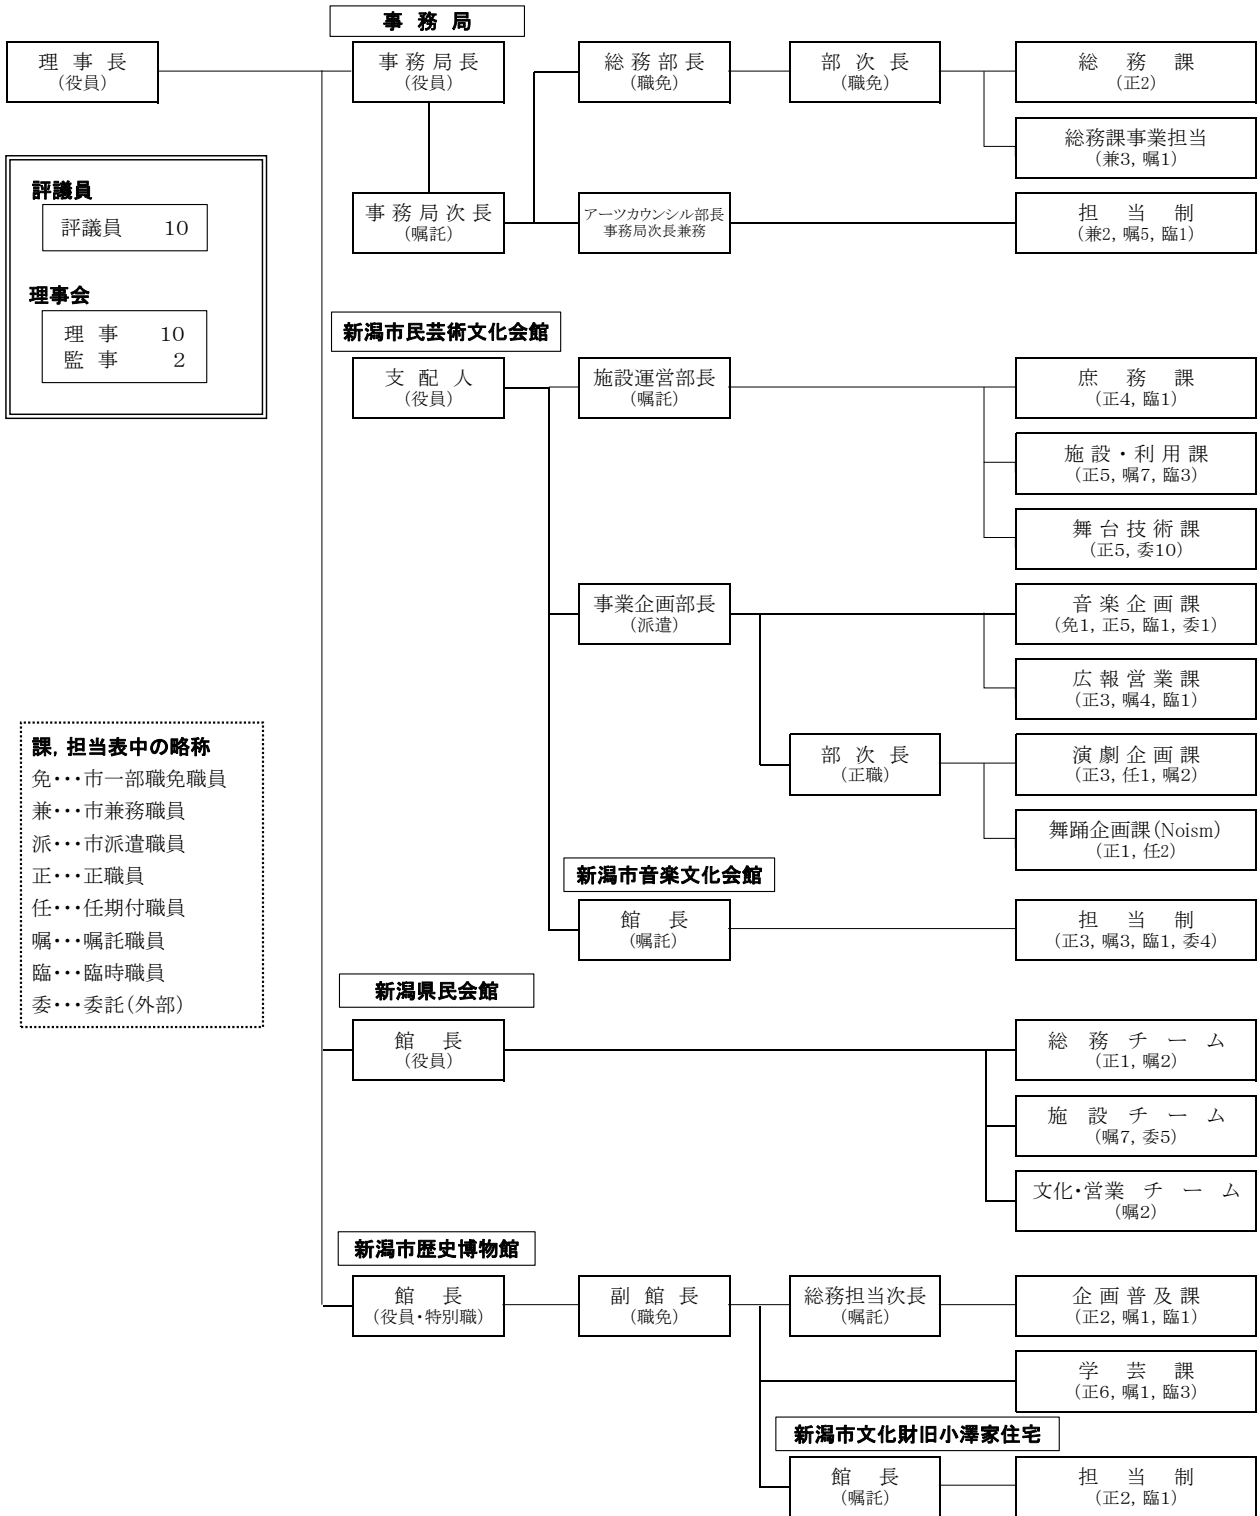 事 務 局
理 事 長
(役員)
事 務 局 長
(役員)
総 務 部 長
(職免)
部 次 長
(職免)
総 務 課
(正2)
総務課事業担当
(兼3, 嘱1)
評議員
評議員 10
理事会
理 事 10
監 事 2
事 務 局 次 長
(嘱託)
アーツカウンシル部長
事務局次長兼務
担 当 制
(兼2, 嘱5, 臨1)
新潟市民芸術文化会館
支 配 人
(役員)
施設運営部長
(嘱託)
庶 務 課
(正4, 臨1)
施 設 ・ 利 用 課
(正5, 嘱7, 臨3)
舞 台 技 術 課
(正5, 委10)
事業企画部長
(派遣)
音 楽 企 画 課
(免1, 正5, 臨1, 委1)
広 報 営 業 課
(正3, 嘱4, 臨1)
部 次 長
(正職)
演 劇 企 画 課
(正3, 任1, 嘱2)
舞踊企画課(Noism)
(正1, 任2)
課, 担当表中の略称
免・・・市一部職免職員
兼・・・市兼務職員
派・・・市派遣職員
正・・・正職員
任・・・任期付職員
嘱・・・嘱託職員
臨・・・臨時職員
委・・・委託(外部)
新潟市音楽文化会館
館 長
(嘱託)
担 当 制
(正3, 嘱3, 臨1, 委4)
新潟県民会館
館 長
(役員)
総 務 チ ー ム
(正1, 嘱2)
施 設 チ ー ム
(嘱7, 委5)
文化・営業 チ ー ム
(嘱2)
新潟市歴史博物館
館 長
(役員・特別職)
副 館 長
(職免)
総務担当次長
(嘱託)
企 画 普 及 課
(正2, 嘱1, 臨1)
学 芸 課
(正6, 嘱1, 臨3)
新潟市文化財旧小澤家住宅
館 長
(嘱託)
担 当 制
(正2, 臨1)